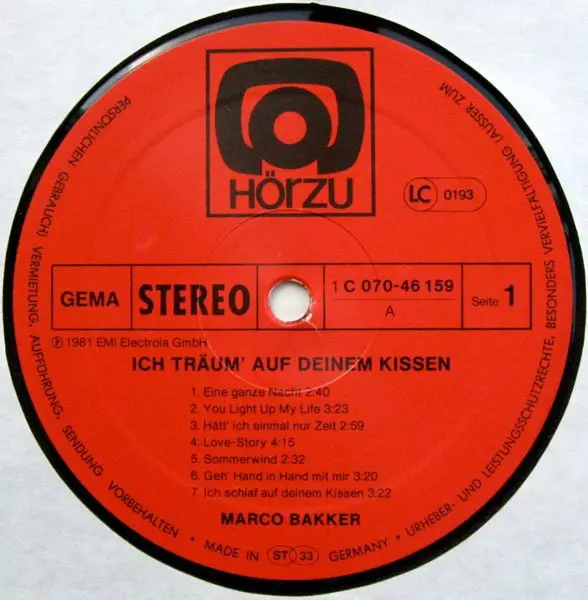 HÖRZU
LC 0193
GEMA STEREO 1 C 070-46 159 A Seite 1
℗ 1981 EMI Electrola GmbH
ICH TRÄUM' AUF DEINEM KISSEN
1. Eine ganze Nacht 2:40
2. You Light Up My Life 3:23
3. Hätt' ich einmal nur Zeit 2:59
4. Love-Story 4:15
5. Sommerwind 2:32
6. Geh' Hand in Hand mit mir 3:20
7. Ich schlaf auf deinem Kissen 3:22
MARCO BAKKER
URHEBER- UND LEISTUNGSSCHUTZRECHTE, BESONDERS VERVIELFÄLTIGUNG (AUSSER ZUM PERSÖNLICHEN GEBRAUCH) VERMIETUNG, AUFFÜHRUNG, SENDUNG VORBEHALTEN • MADE IN ST 33 GERMANY •